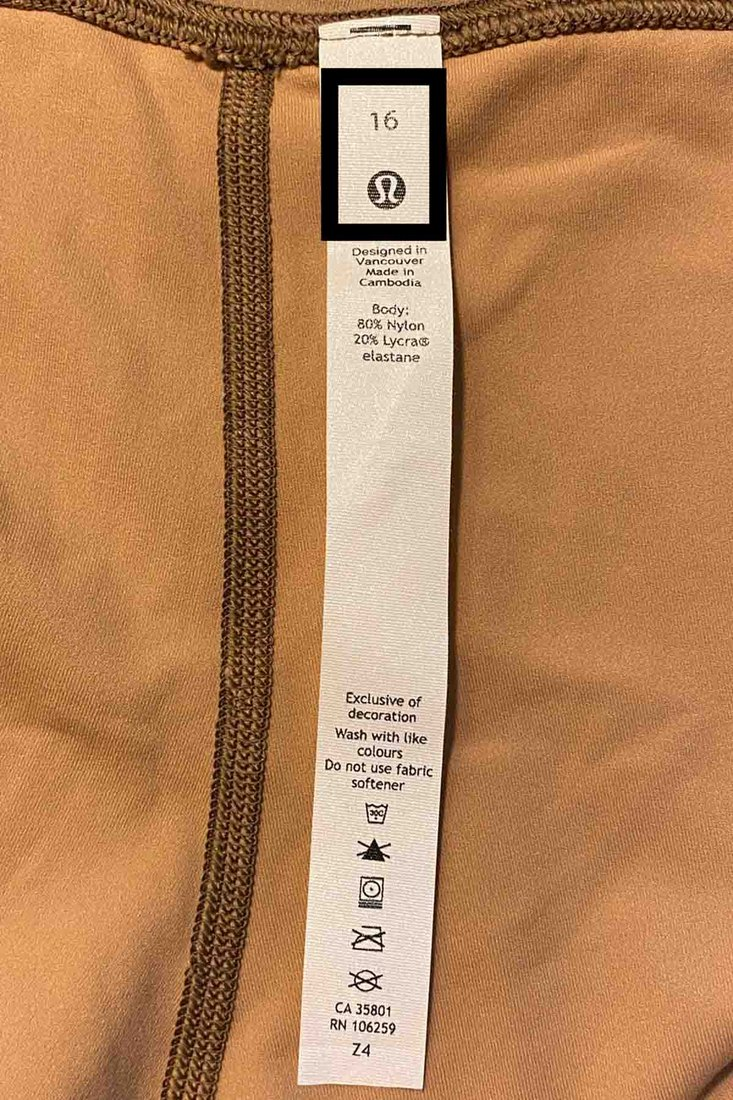 16
Designed in
Vancouver
Made in
Cambodia
Body:
80% Nylon
20% Lycra®
elastane
Exclusive of
decoration
Wash with like
colours
Do not use fabric
softener
30C
CA 35801
RN 106259
Z4